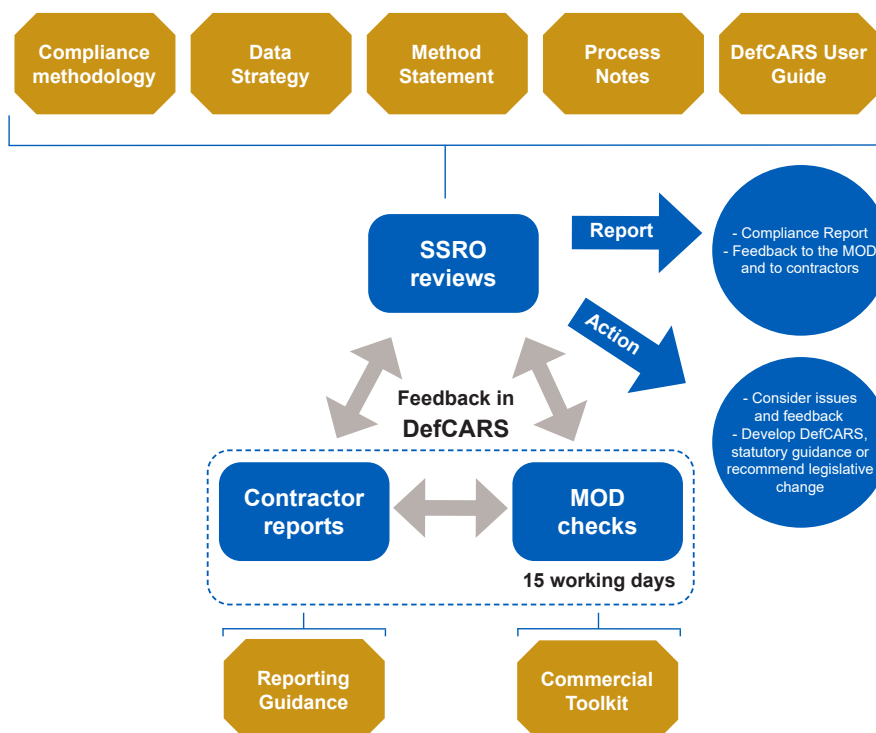 Compliance
methodology
Data
Strategy
Method
Statement
Process
Notes
DefCARS User
Guide
SSRO
reviews
Report
- Compliance Report
- Feedback to the MOD
and to contractors
Action
- Consider issues
and feedback
- Develop DefCARS,
statutory guidance or
recommend legislative
change
Feedback in
DefCARS
Contractor
reports
MOD
checks
15 working days
Reporting
Guidance
Commercial
Toolkit